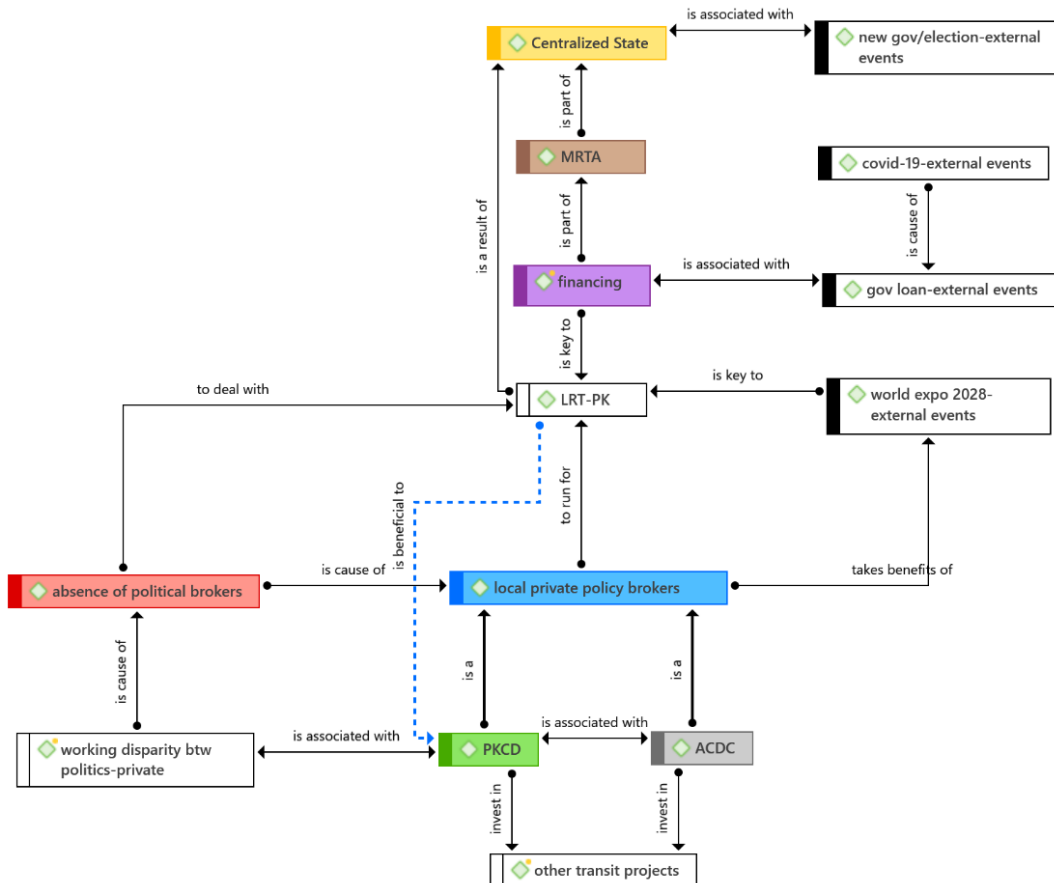 is associated with
Centralized State
new gov/election-external
events
is part of
MRTA
covid-19-external events
is a result of
is part of
is cause of
is associated with
financing
gov loan-external events
is key to
is key to
to deal with
LRT-PK
world expo 2028-
external events
is beneficial to
to run for
is cause of
takes benefits of
absence of political brokers
local private policy brokers
is cause of
is a
is a
is associated with
is associated with
working disparity btw
politics-private
PKCD
ACDC
invest in
invest in
other transit projects